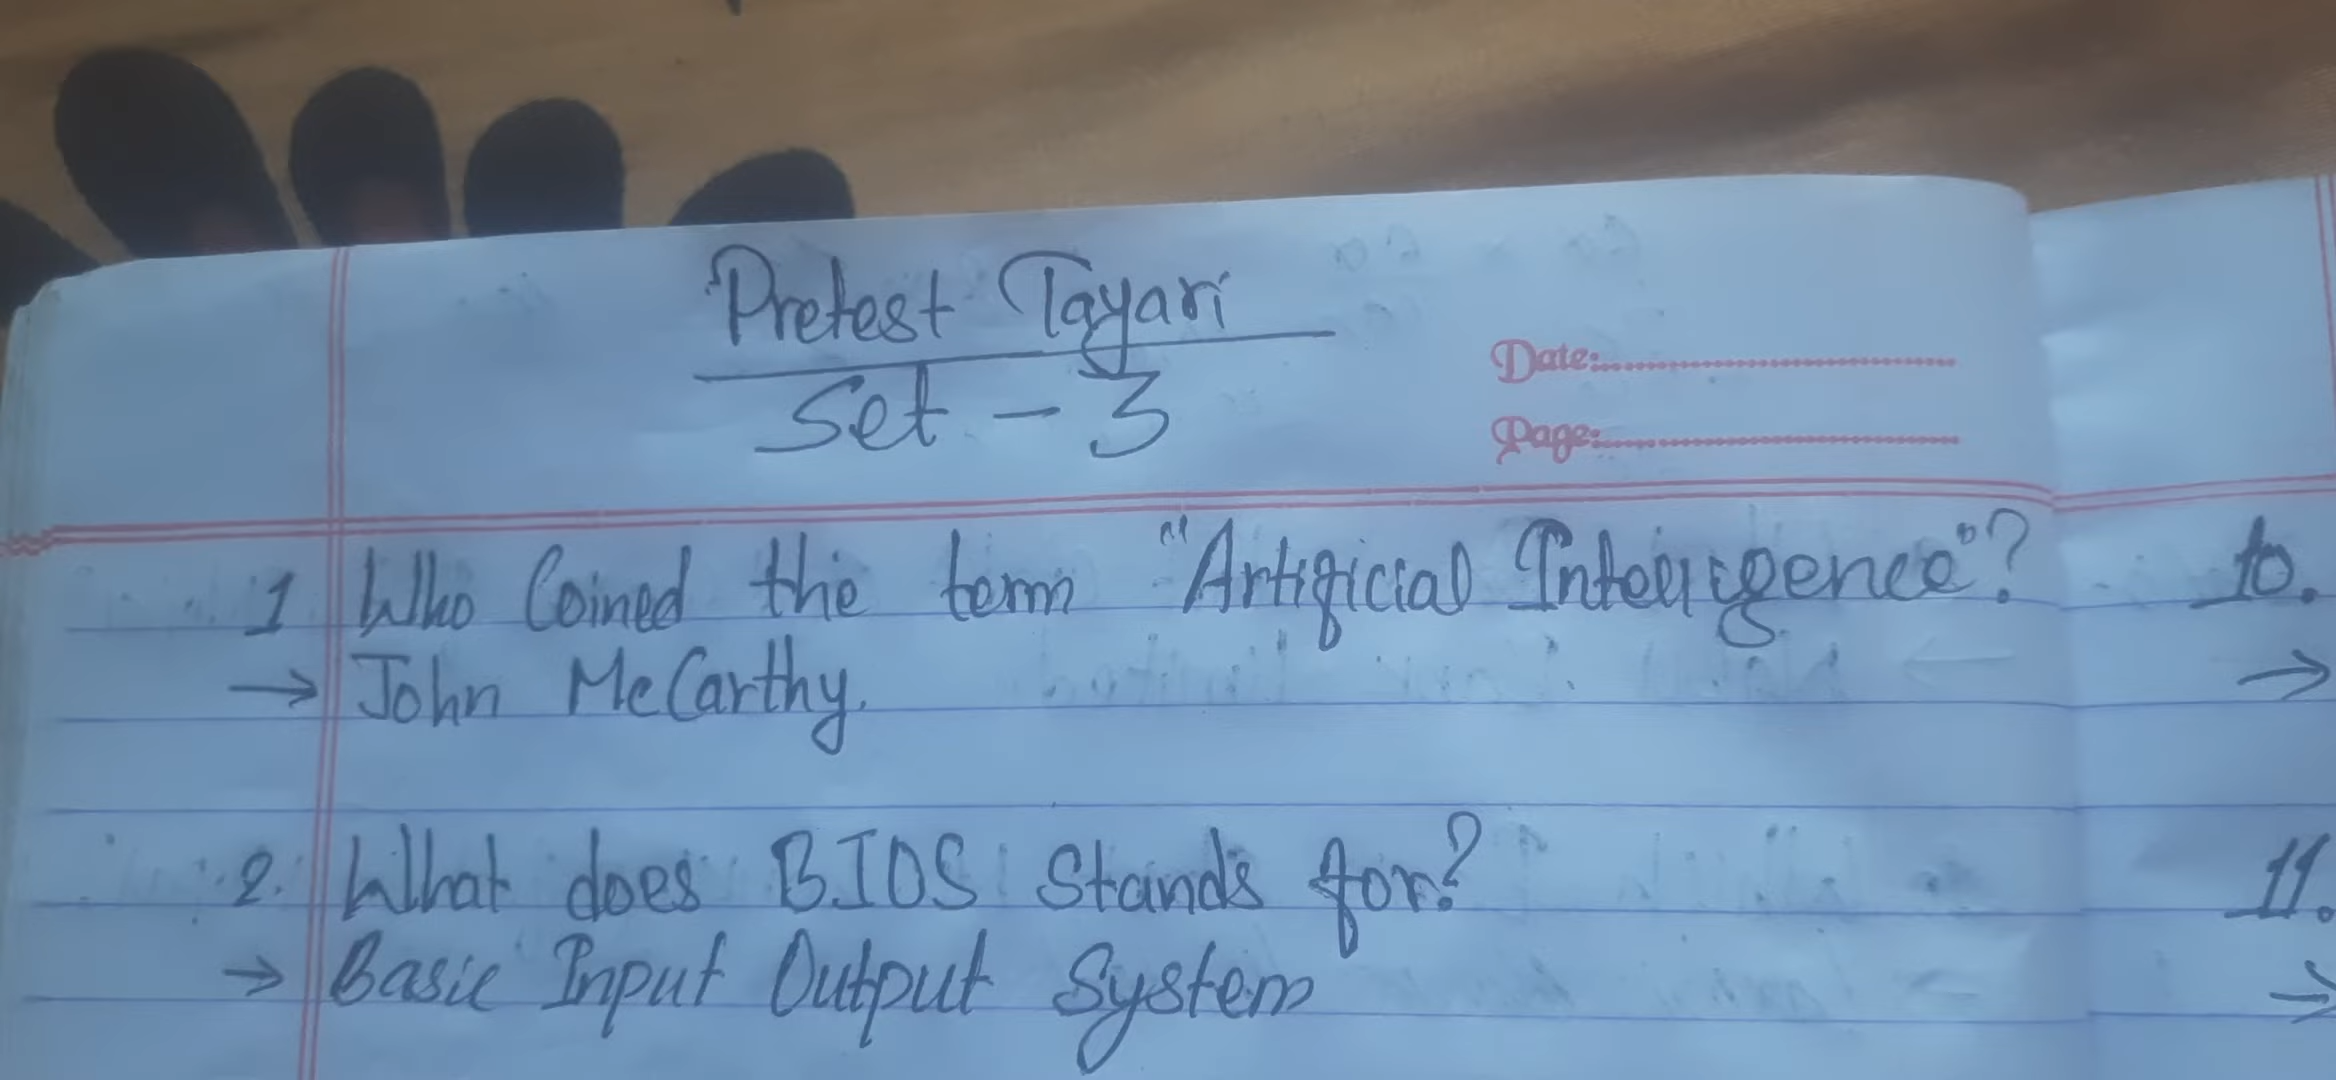 Pretest Tayari
Set - 3
Date:
Page:
1 Who Coined the term "Artificial Intelligence"?
→ John McCarthy.
2. What does BIOS Stands for?
→ Basic Input Output System
10.
→
11.
→